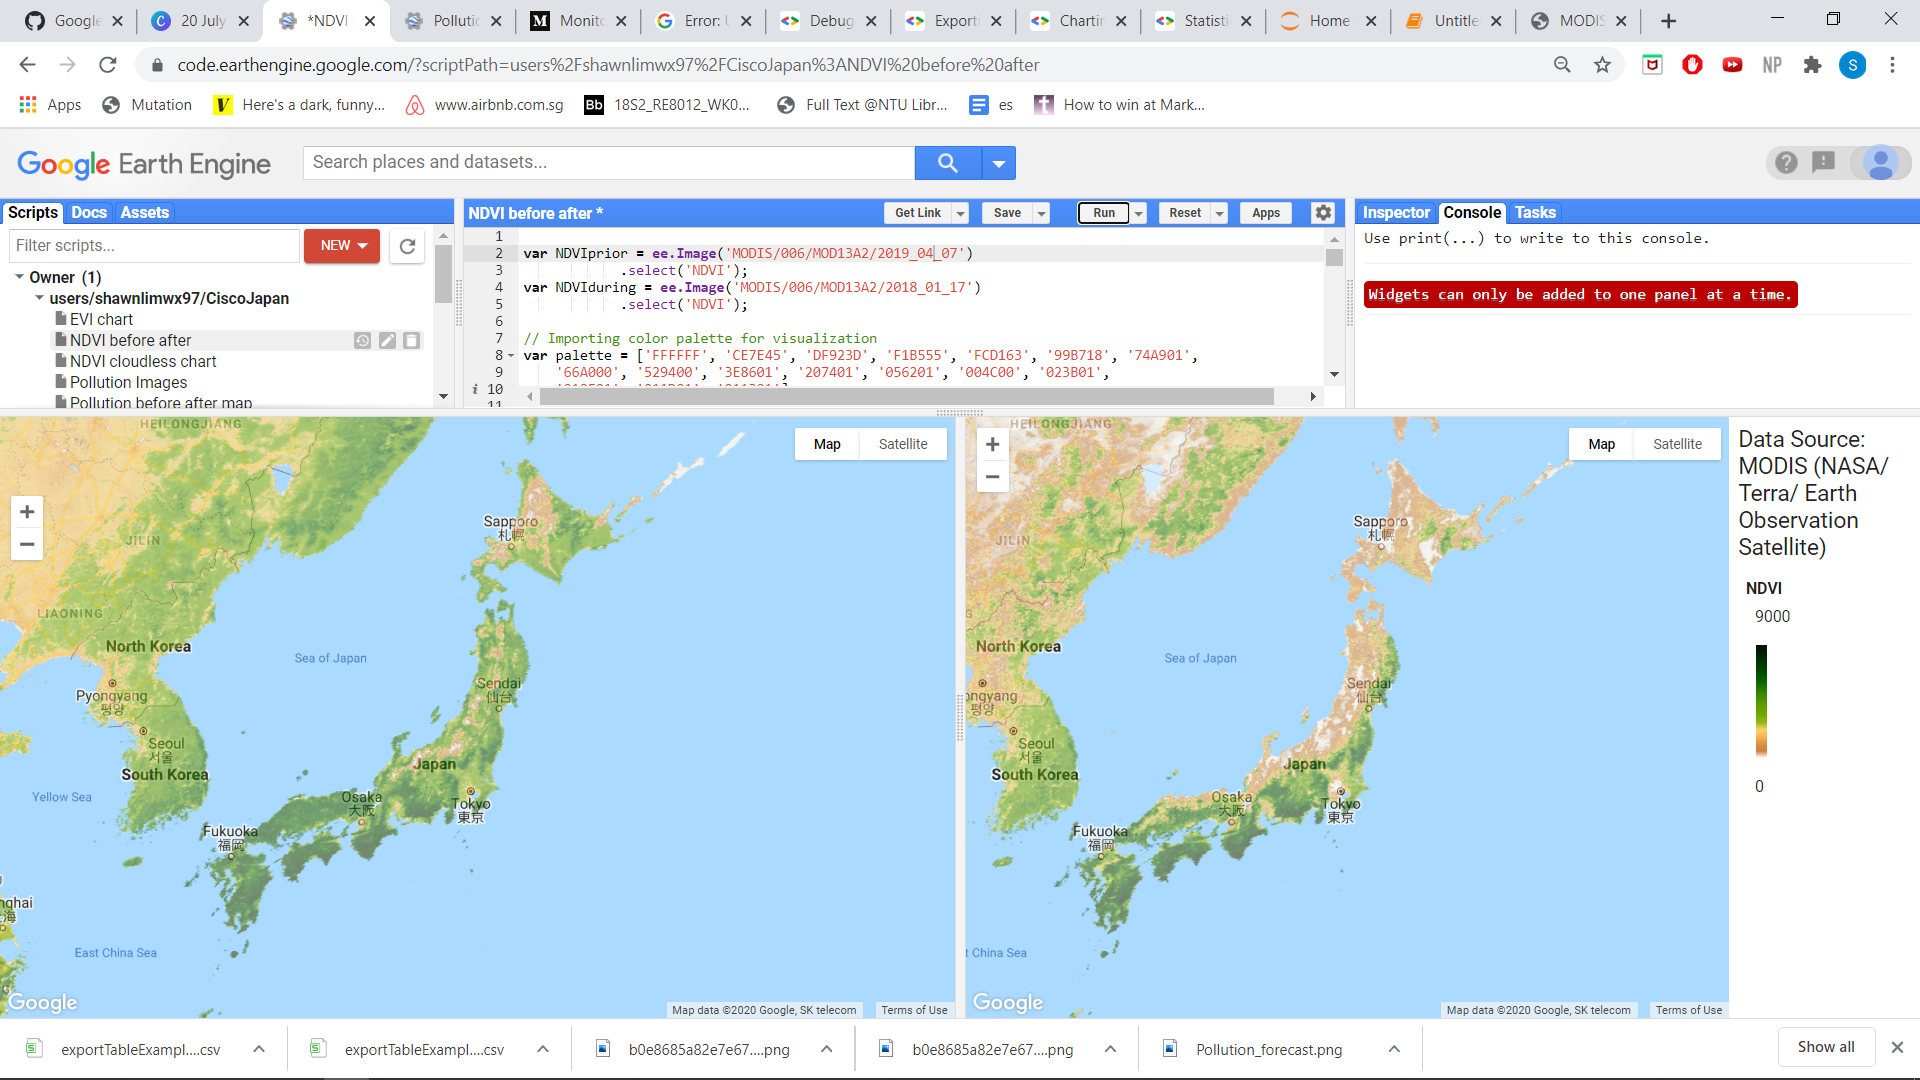 Google
20 July
*NDVI
Pollutic
Monito
Error: U
Debug
Exporti
Chartin
Statisti
Home
Untitle
MODIS
code.earthengine.google.com/?scriptPath=users%2Fshawnlimwx97%2FCiscoJapan%3ANDVI%20before%20after
NP
S
Apps
Mutation
Here's a dark, funny...
www.airbnb.com.sg
Bb
18S2_RE8012_WK0...
Full Text @NTU Libr...
es
How to win at Mark...
Google Earth Engine
Search places and datasets...
Scripts Docs Assets
Filter scripts...
NEW
Owner (1)
users/shawnlimwx97/CiscoJapan
EVI chart
NDVI before after
NDVI cloudless chart
Pollution Images
Pollution before after map
NDVI before after *
Get Link
Save
Run
Reset
Apps
1
2 var NDVIprior = ee.Image('MODIS/006/MOD13A2/2019_04_07')
3 .select('NDVI');
4 var NDVIduring = ee.Image('MODIS/006/MOD13A2/2018_01_17')
5 .select('NDVI');
6
7 // Importing color palette for visualization
8 var palette = ['FFFFFF', 'CE7E45', 'DF923D', 'F1B555', 'FCD163', '99B718', '74A901',
9 '66A000', '529400', '3E8601', '207401', '056201', '004C00', '023B01',
i 10
11
Inspector Console Tasks
Use print(...) to write to this console.
Widgets can only be added to one panel at a time.
HEILONGJIANG
Map Satellite
+
−
JILIN
Sapporo
札幌
LIAONING
North Korea
Sea of Japan
Pyongyang
평양
Sendai
仙台
Seoul
서울
South Korea
Japan
Yellow Sea
Osaka
大阪
Tokyo
東京
Fukuoka
福岡
nghai
海
East China Sea
Google
Map data ©2020 Google, SK telecom
Terms of Use
HEILONGJIANG
+
−
Map Satellite
JILIN
Sapporo
札幌
North Korea
Sea of Japan
ongyang
평양
Sendai
仙台
Seoul
서울
South Korea
Japan
Osaka
大阪
Tokyo
東京
Fukuoka
福岡
t China Sea
Google
Map data ©2020 Google, SK telecom
Terms of Use
Data Source:
MODIS (NASA/
Terra/ Earth
Observation
Satellite)
NDVI
9000
0
exportTableExampl....csv
exportTableExampl....csv
b0e8685a82e7e67....png
b0e8685a82e7e67....png
Pollution_forecast.png
Show all